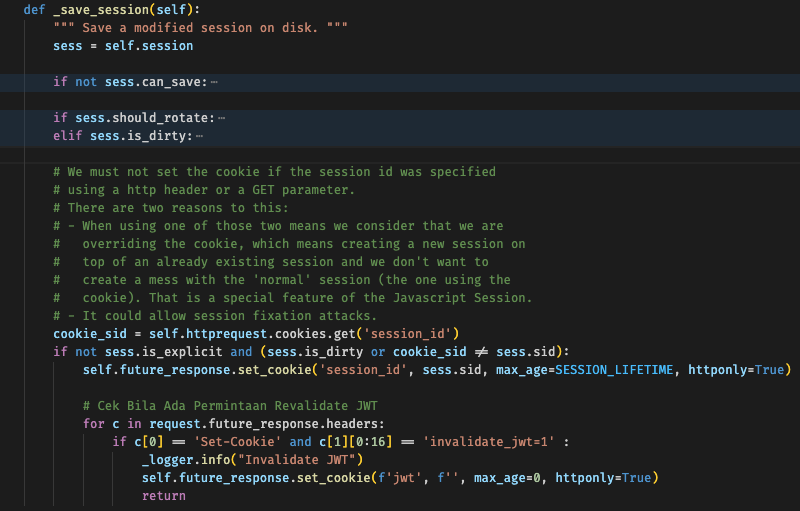 def _save_session(self):
    """ Save a modified session on disk. """
    sess = self.session
    if not sess.can_save:⋯
    if sess.should_rotate:⋯
    elif sess.is_dirty:⋯
    # We must not set the cookie if the session id was specified
    # using a http header or a GET parameter.
    # There are two reasons to this:
    # - When using one of those two means we consider that we are
    #   overriding the cookie, which means creating a new session on
    #   top of an already existing session and we don't want to
    #   create a mess with the 'normal' session (the one using the
    #   cookie). That is a special feature of the Javascript Session.
    # - It could allow session fixation attacks.
    cookie_sid = self.httprequest.cookies.get('session_id')
    if not sess.is_explicit and (sess.is_dirty or cookie_sid != sess.sid):
        self.future_response.set_cookie('session_id', sess.sid, max_age=SESSION_LIFETIME, httponly=True)
        # Cek Bila Ada Permintaan Revalidate JWT
        for c in request.future_response.headers:
            if c[0] == 'Set-Cookie' and c[1][0:16] == 'invalidate_jwt=1' :
                _logger.info("Invalidate JWT")
                self.future_response.set_cookie(f'jwt', f'', max_age=0, httponly=True)
                return